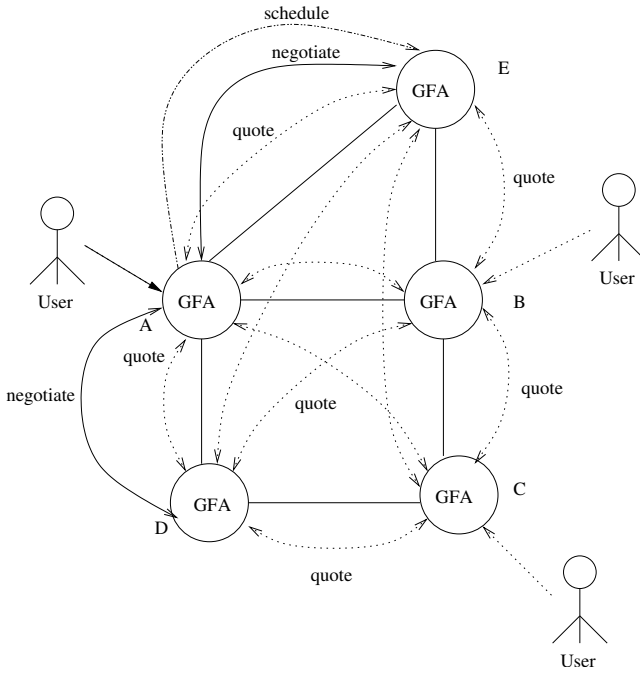 schedule
negotiate
E
GFA
quote
quote
User
User
GFA
A
GFA
B
quote
negotiate
quote
quote
GFA
D
GFA
C
quote
User